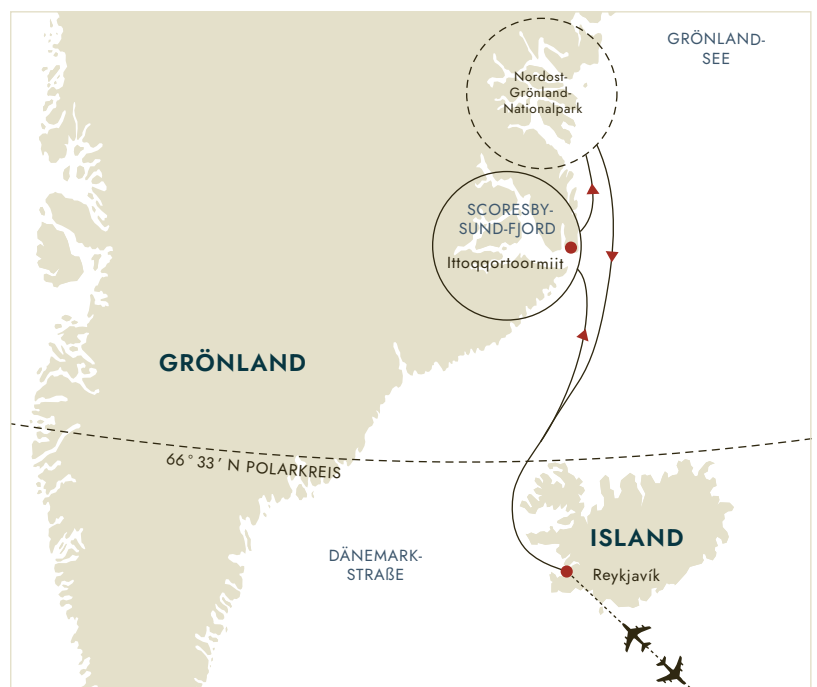 GRÖNLAND-
SEE
Nordost-
Grönland-
Nationalpark
SCORESBY-
SUND-FJORD
Ittoqqortoormiit
GRÖNLAND
66° 33’ N POLARKREIS
DÄNEMARK-
STRAßE
ISLAND
Reykjavík